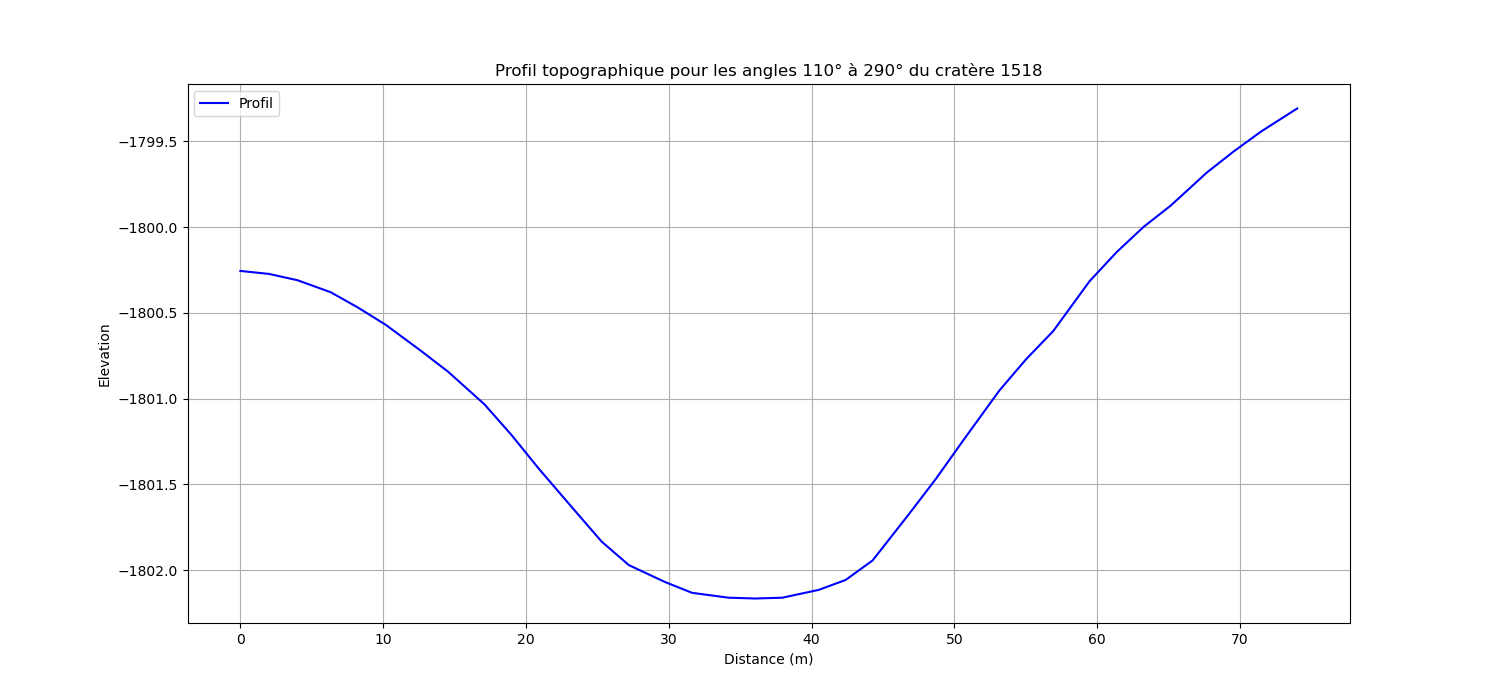 Profil topographique pour les angles 110° à 290° du cratère 1518
Profil
−1799.5
−1800.0
−1800.5
−1801.0
−1801.5
−1802.0
Elevation
0 10 20 30 40 50 60 70
Distance (m)